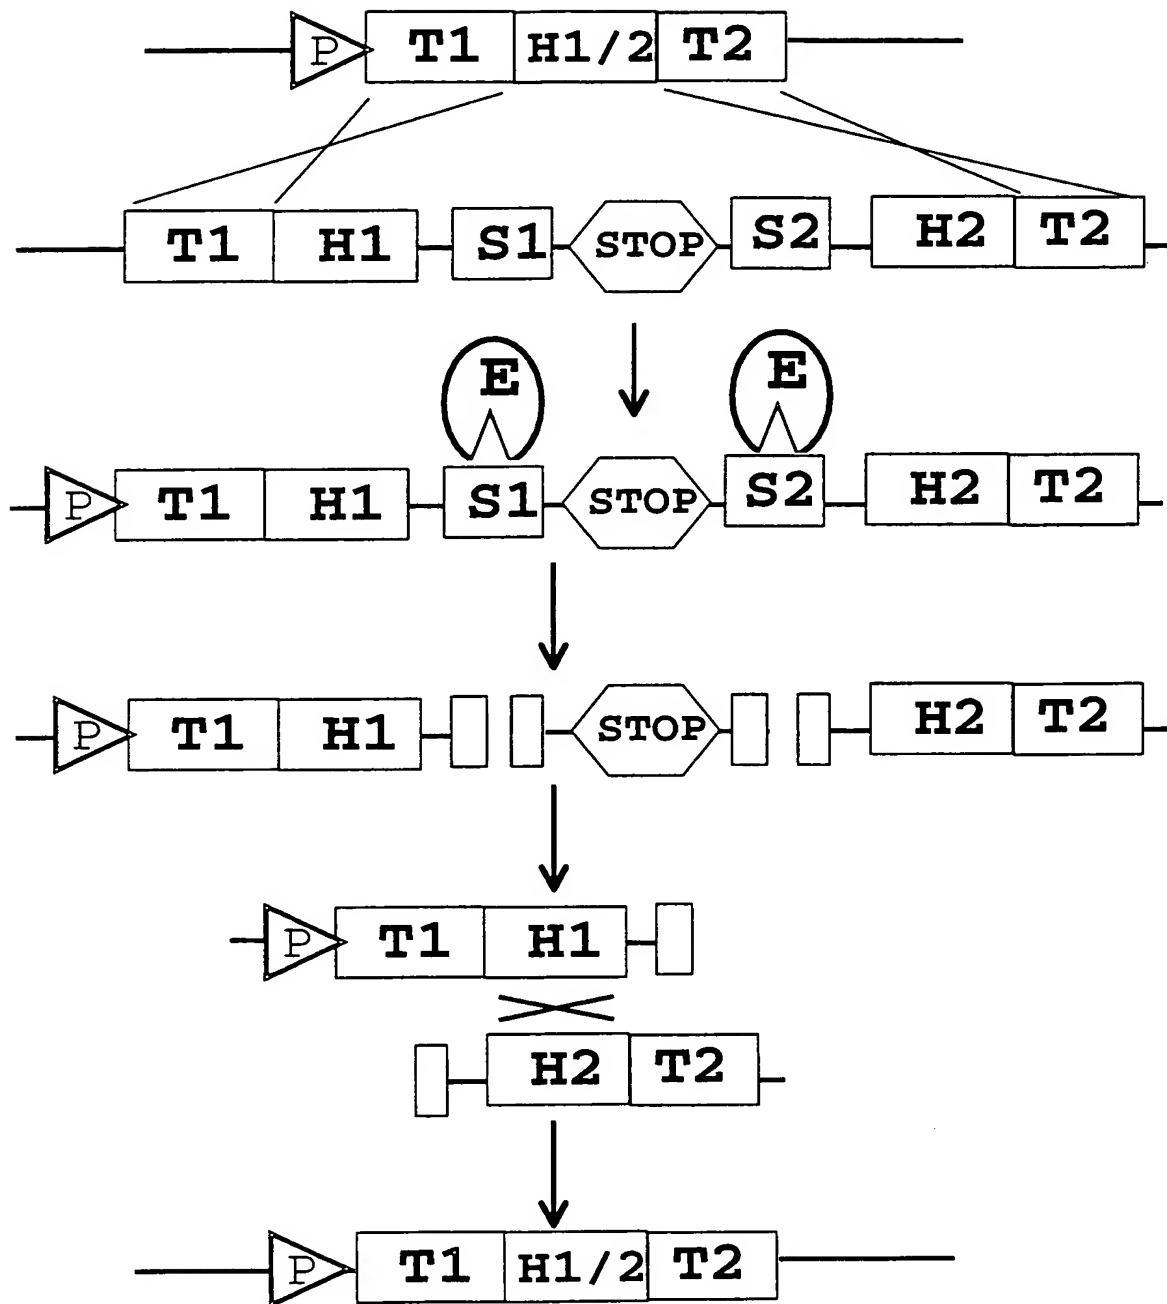 P T1 H1/2 T2
T1 H1 S1 STOP S2 H2 T2
E E
P T1 H1 S1 STOP S2 H2 T2
P T1 H1 STOP H2 T2
P T1 H1
H2 T2
P T1 H1/2 T2